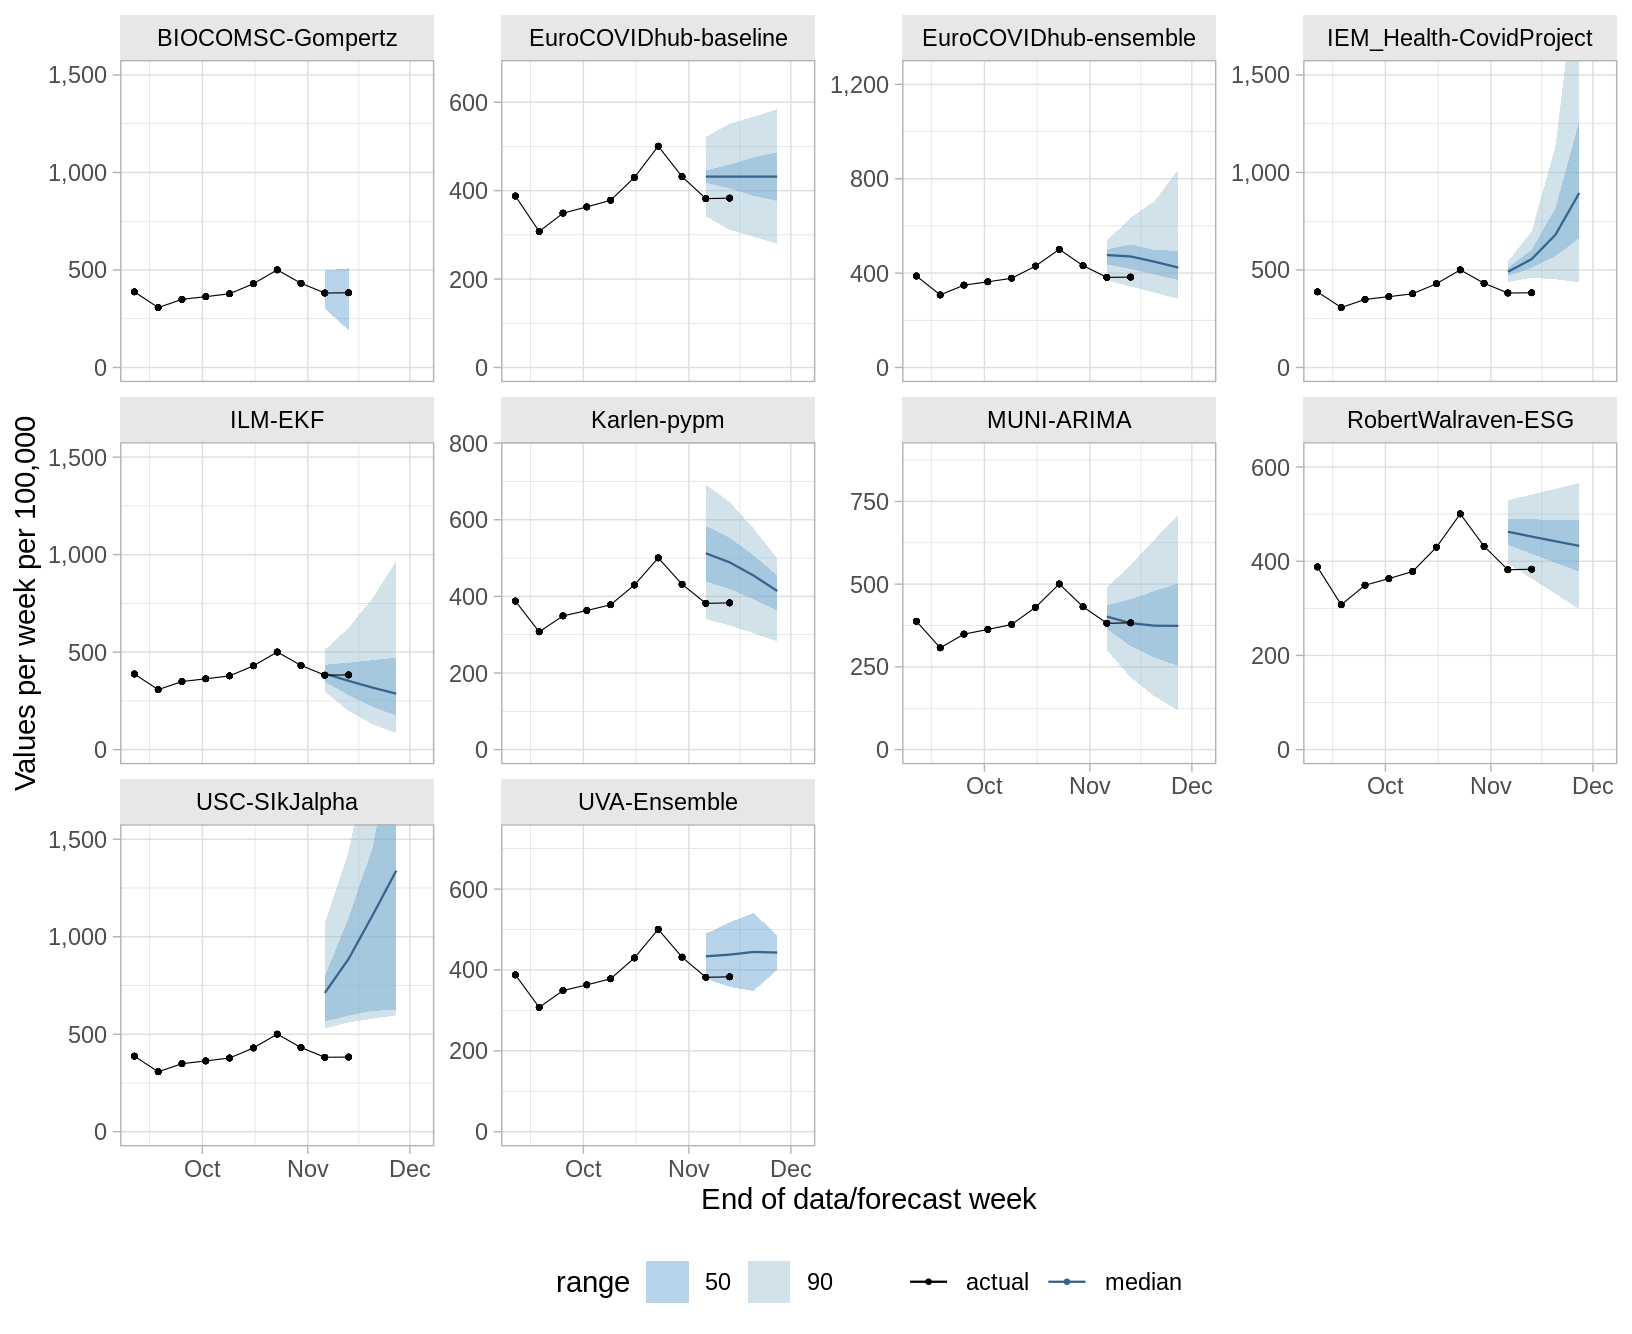 BIOCOMSC-Gompertz
EuroCOVIDhub-baseline
EuroCOVIDhub-ensemble
IEM_Health-CovidProject
1,500
1,000
500
0
600
400
200
0
1,200
800
400
0
1,500
1,000
500
0
Values per week per 100,000
ILM-EKF
Karlen-pypm
MUNI-ARIMA
RobertWalraven-ESG
1,500
1,000
500
0
800
600
400
200
0
750
500
250
0
600
400
200
0
Oct Nov Dec
Oct Nov Dec
USC-SIkJalpha
UVA-Ensemble
1,500
1,000
500
0
600
400
200
0
Oct Nov Dec
Oct Nov Dec
End of data/forecast week
range 50 90 actual median